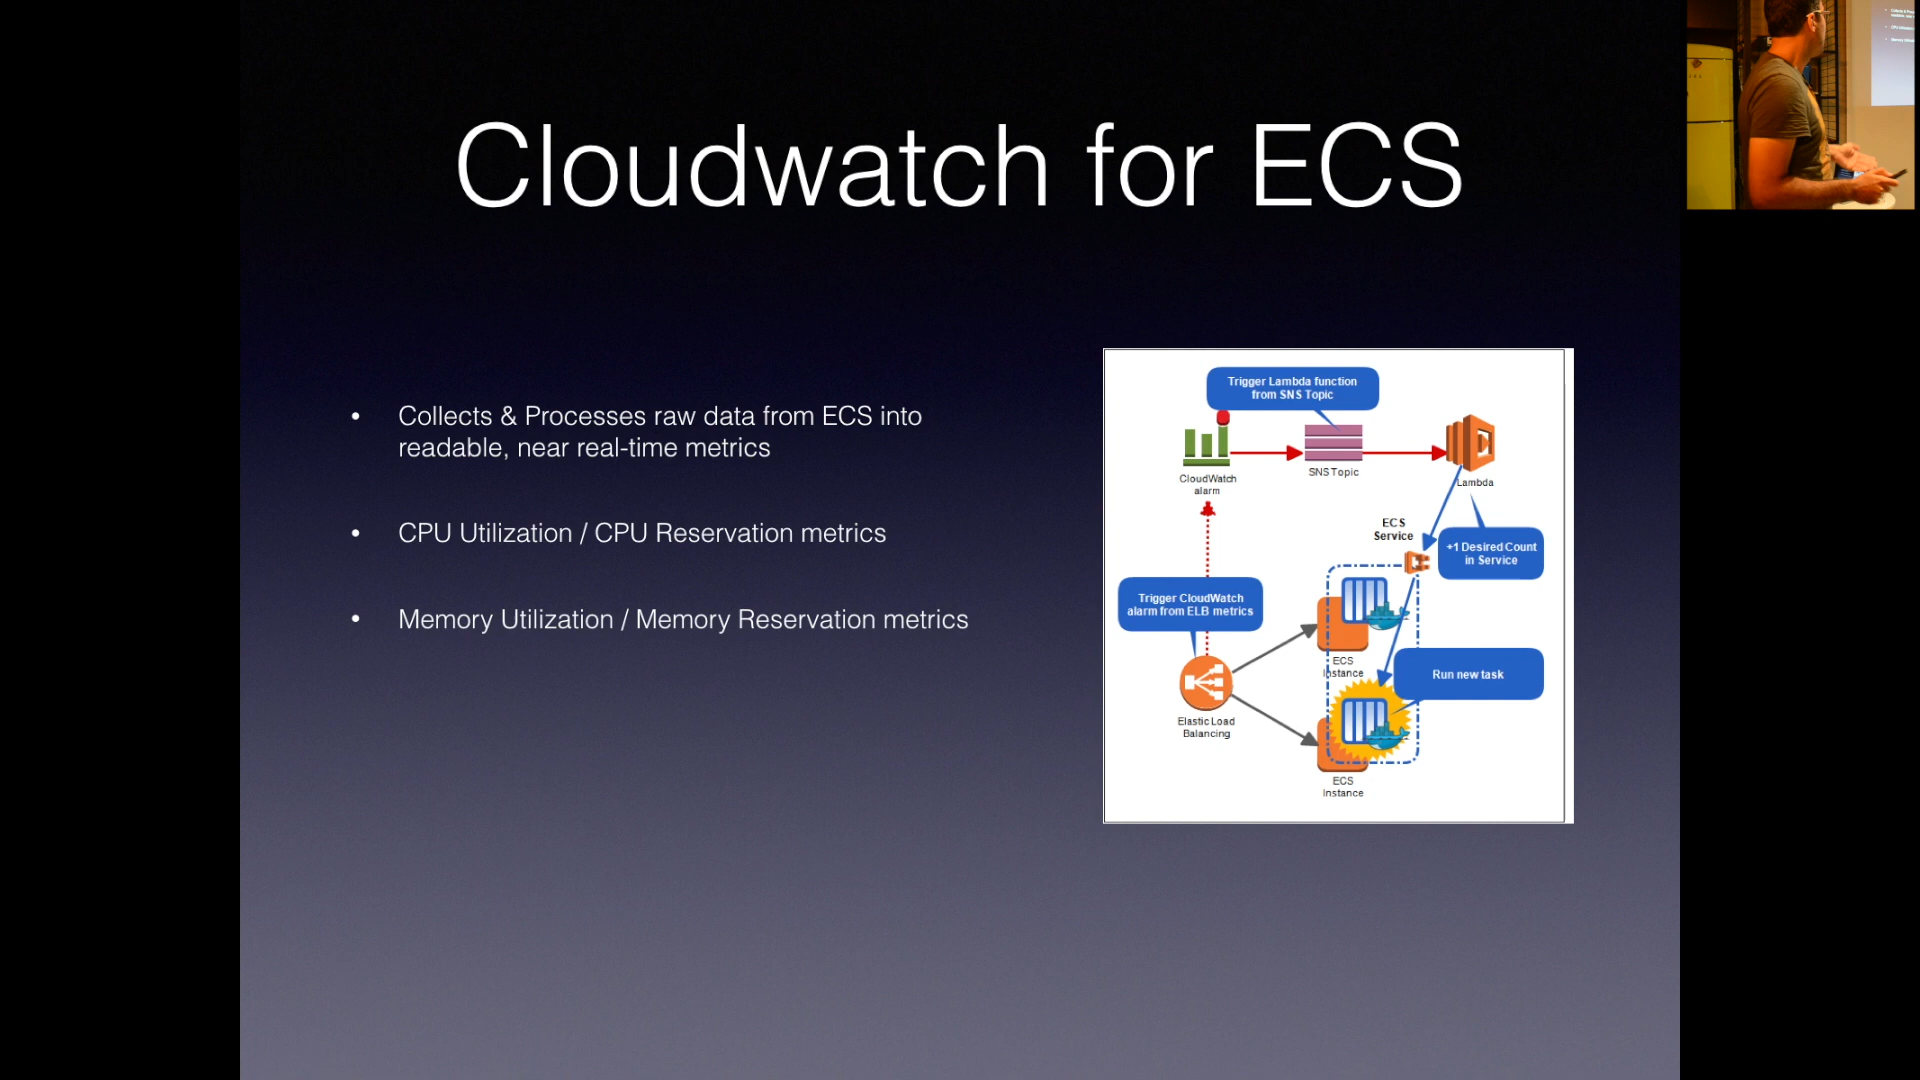 Cloudwatch for ECS
• Collects & Processes raw data from ECS into
readable, near real-time metrics
• CPU Utilization / CPU Reservation metrics
• Memory Utilization / Memory Reservation metrics
Trigger Lambda function
from SNS Topic
CloudWatch
alarm
SNS Topic
Lambda
ECS
Service
+1 Desired Count
in Service
Trigger CloudWatch
alarm from ELB metrics
ECS
Instance
Run new task
Elastic Load
Balancing
ECS
Instance